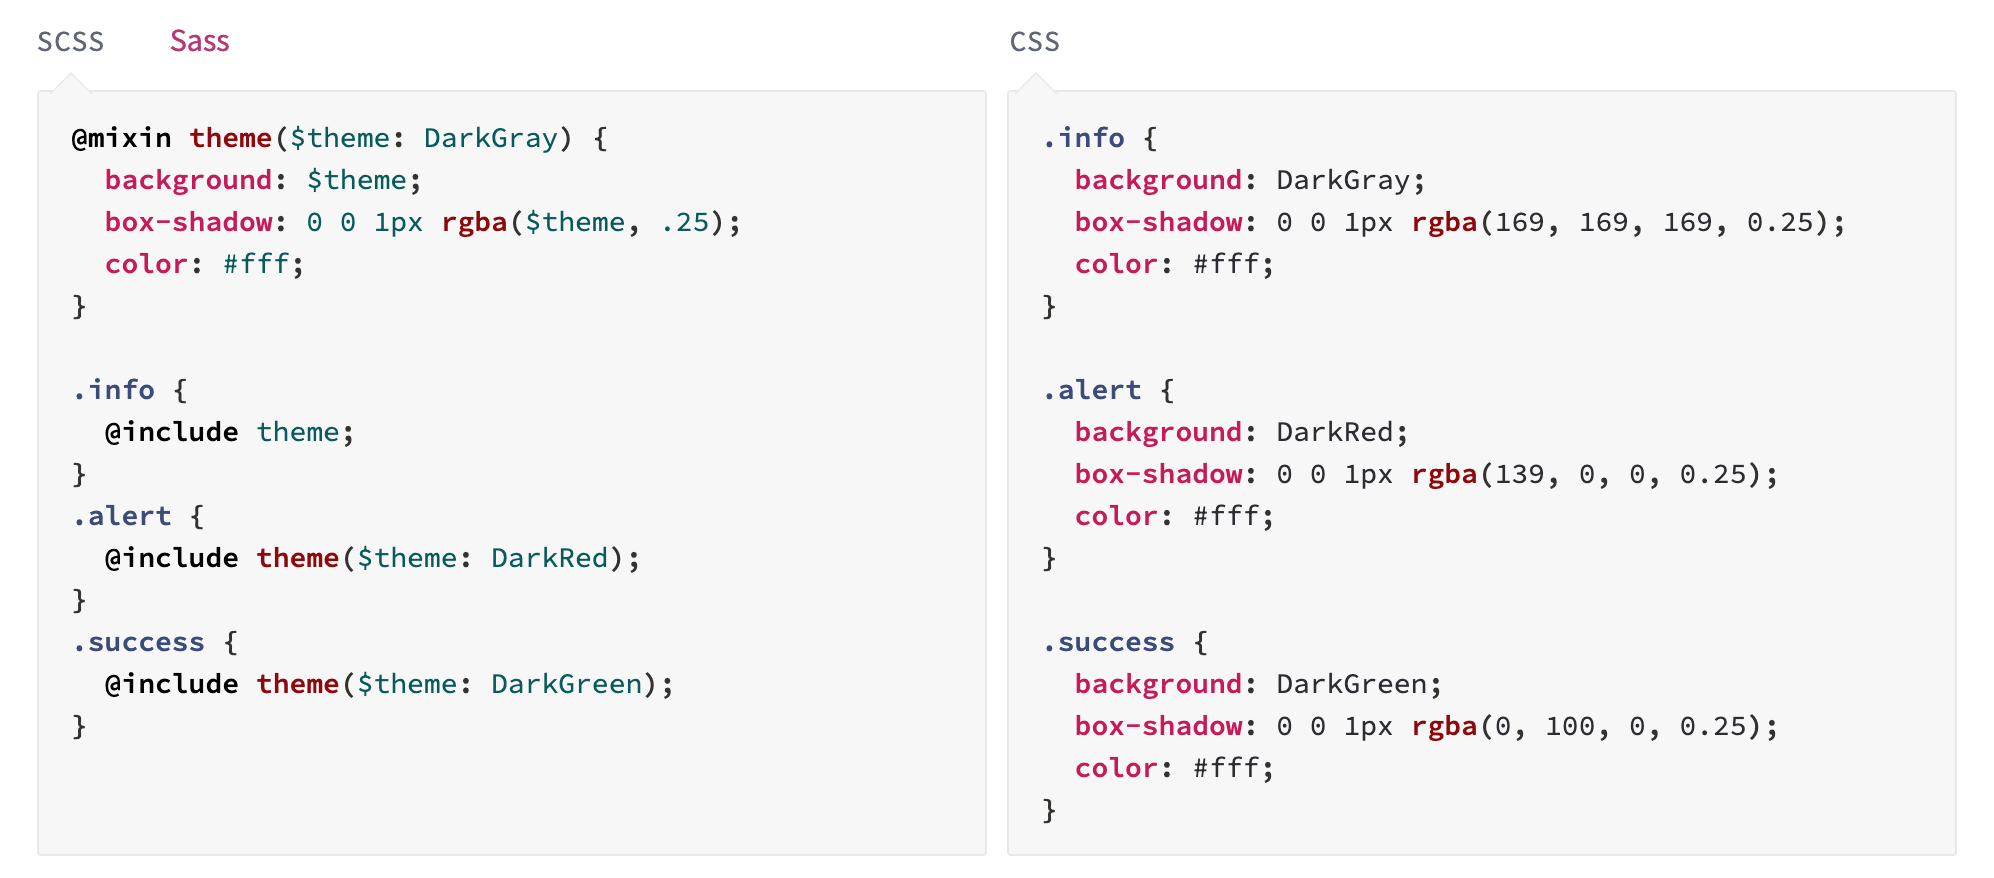 SCSS Sass
@mixin theme($theme: DarkGray) {
  background: $theme;
  box-shadow: 0 0 1px rgba($theme, .25);
  color: #fff;
}

.info {
  @include theme;
}
.alert {
  @include theme($theme: DarkRed);
}
.success {
  @include theme($theme: DarkGreen);
}
CSS
.info {
  background: DarkGray;
  box-shadow: 0 0 1px rgba(169, 169, 169, 0.25);
  color: #fff;
}

.alert {
  background: DarkRed;
  box-shadow: 0 0 1px rgba(139, 0, 0, 0.25);
  color: #fff;
}

.success {
  background: DarkGreen;
  box-shadow: 0 0 1px rgba(0, 100, 0, 0.25);
  color: #fff;
}